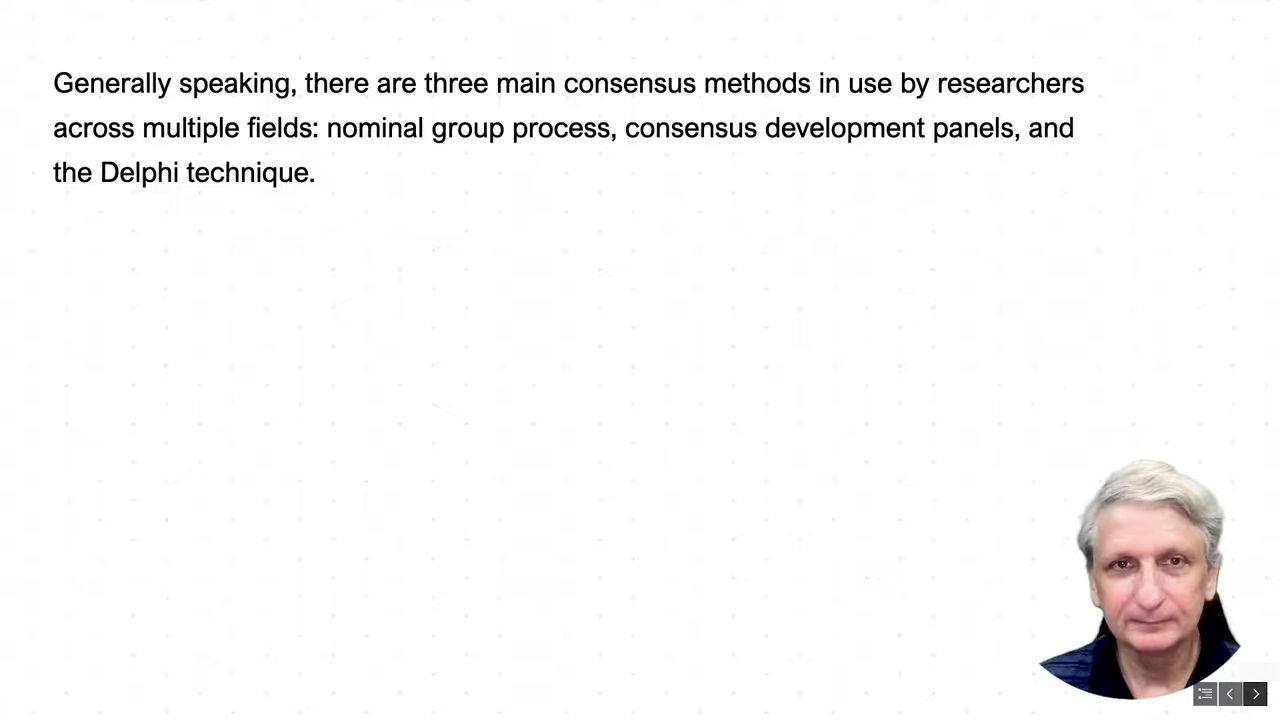 Generally speaking, there are three main consensus methods in use by researchers
across multiple fields: nominal group process, consensus development panels, and
the Delphi technique.